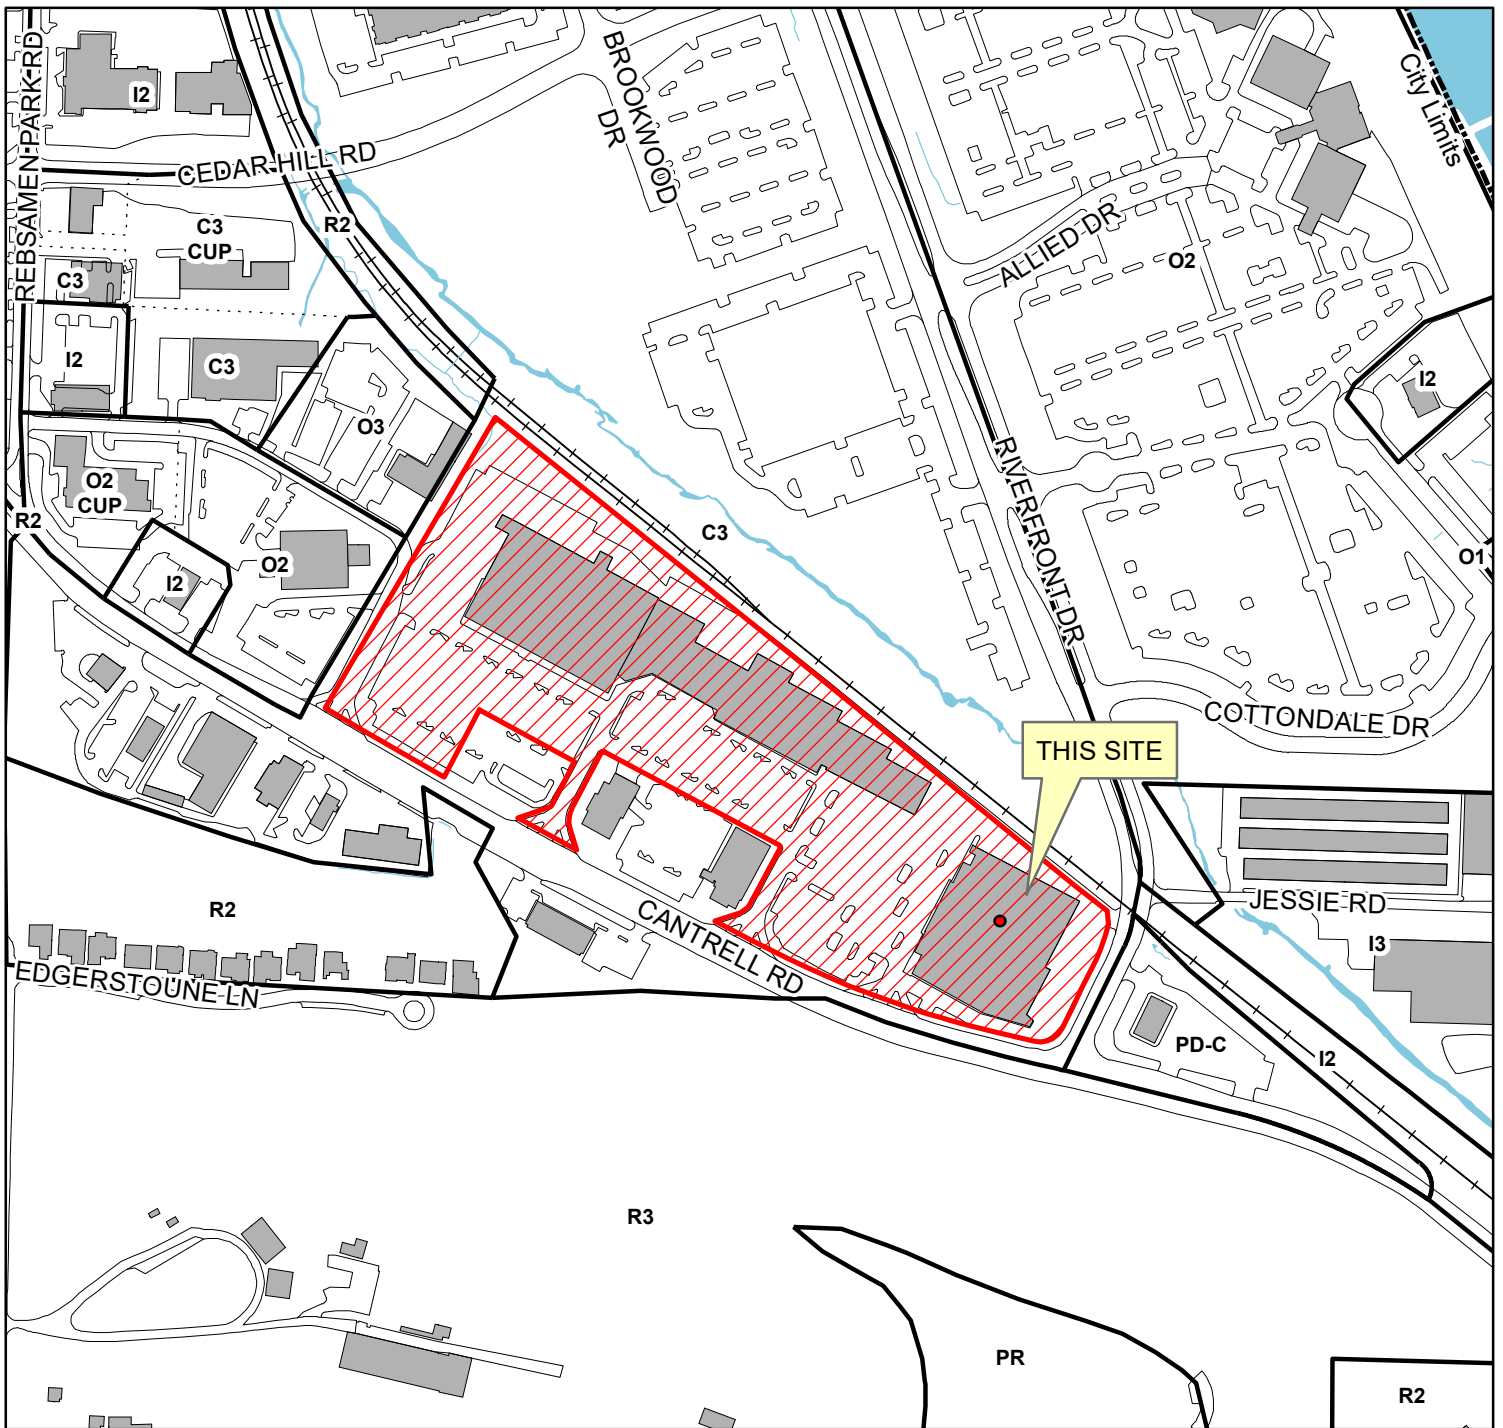 REBSAMEN PARK RD
I2
CEDAR HILL RD
BROOKWOOD
DR
City Limits
R2
C3
CUP
C3
ALLIED DR
O2
I2
C3
I2
O3
O2
CUP
R2
I2
O2
C3
RIVERFRONT DR
O1
COTTONDALE DR
THIS SITE
JESSIE RD
I3
R2
CANTRELL RD
EDGERSTOUNE LN
PD-C
I2
R3
PR
R2